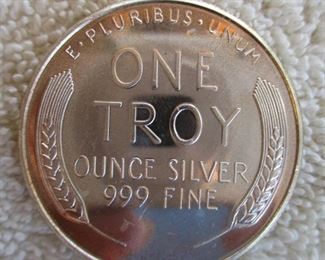 E·PLURIBUS·UNUM
ONE
TROY
OUNCE SILVER
999 FINE